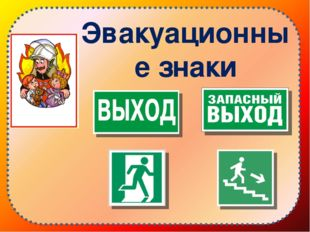 Эвакуационны
е знаки
ВЫХОД
ЗАПАСНЫЙ
ВЫХОД